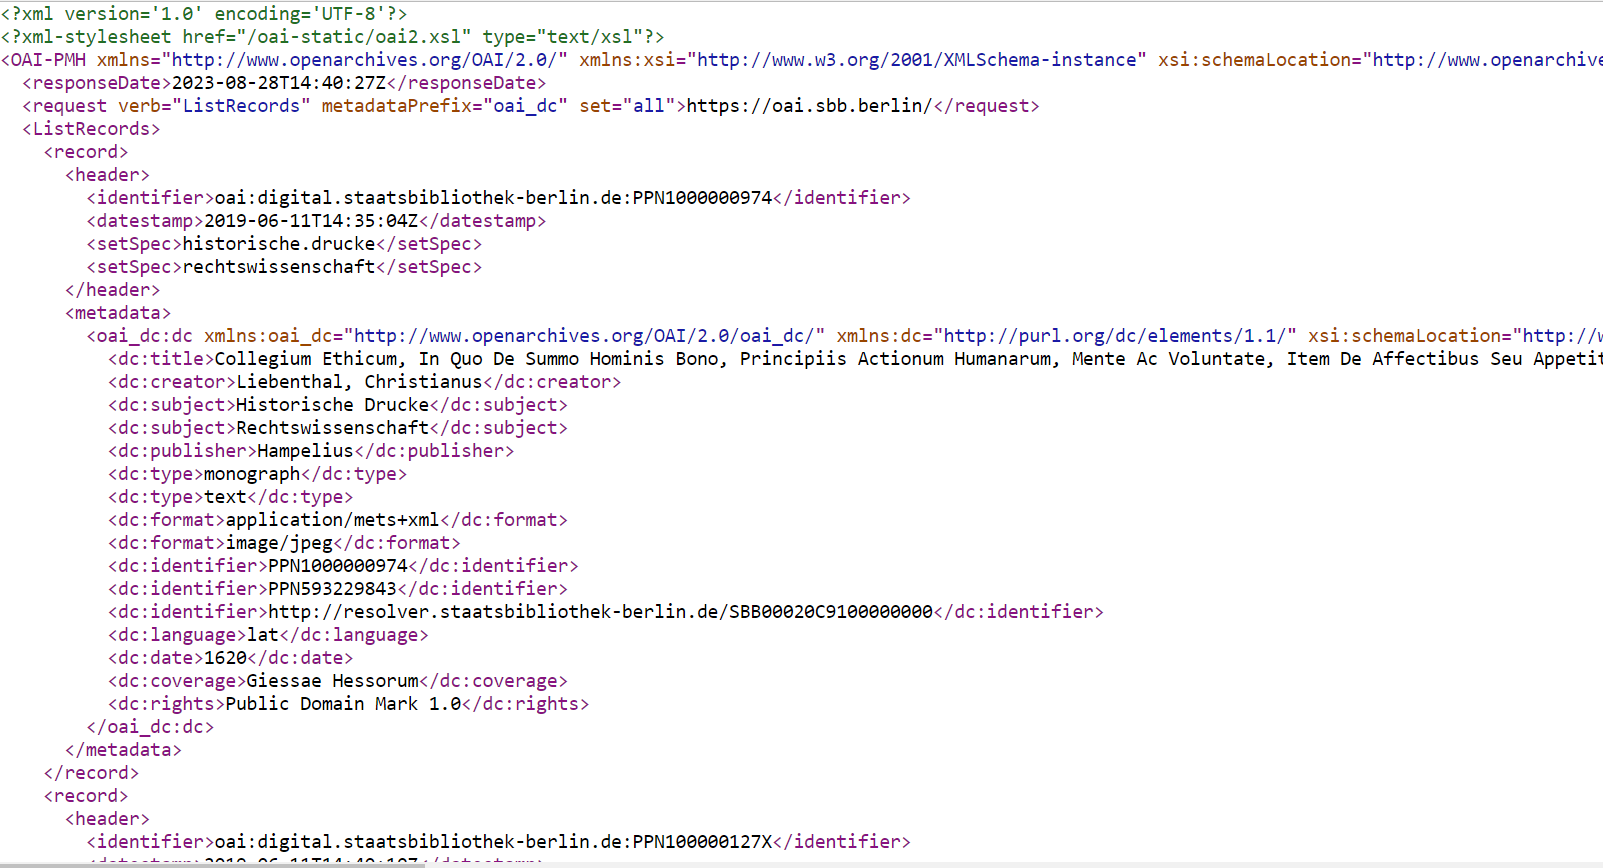 <?xml version='1.0' encoding='UTF-8'?>
<?xml-stylesheet href="/oai-static/oai2.xsl" type="text/xsl"?>
<OAI-PMH xmlns="http://www.openarchives.org/OAI/2.0/" xmlns:xsi="http://www.w3.org/2001/XMLSchema-instance" xsi:schemaLocation="http://www.openarchive
<responseDate>2023-08-28T14:40:27Z</responseDate>
<request verb="ListRecords" metadataPrefix="oai_dc" set="all">https://oai.sbb.berlin/</request>
<ListRecords>
<record>
<header>
<identifier>oai:digital.staatsbibliothek-berlin.de:PPN1000000974</identifier>
<datestamp>2019-06-11T14:35:04Z</datestamp>
<setSpec>historische.drucke</setSpec>
<setSpec>rechtswissenschaft</setSpec>
</header>
<metadata>
<oai_dc:dc xmlns:oai_dc="http://www.openarchives.org/OAI/2.0/oai_dc/" xmlns:dc="http://purl.org/dc/elements/1.1/" xsi:schemaLocation="http://w
<dc:title>Collegium Ethicum, In Quo De Summo Hominis Bono, Principiis Actionum Humanarum, Mente Ac Voluntate, Item De Affectibus Seu Appetit
<dc:creator>Liebenthal, Christianus</dc:creator>
<dc:subject>Historische Drucke</dc:subject>
<dc:subject>Rechtswissenschaft</dc:subject>
<dc:publisher>Hampelius</dc:publisher>
<dc:type>monograph</dc:type>
<dc:type>text</dc:type>
<dc:format>application/mets+xml</dc:format>
<dc:format>image/jpeg</dc:format>
<dc:identifier>PPN1000000974</dc:identifier>
<dc:identifier>PPN593229843</dc:identifier>
<dc:identifier>http://resolver.staatsbibliothek-berlin.de/SBB00020C9100000000</dc:identifier>
<dc:language>lat</dc:language>
<dc:date>1620</dc:date>
<dc:coverage>Giessae Hessorum</dc:coverage>
<dc:rights>Public Domain Mark 1.0</dc:rights>
</oai_dc:dc>
</metadata>
</record>
<record>
<header>
<identifier>oai:digital.staatsbibliothek-berlin.de:PPN100000127X</identifier>